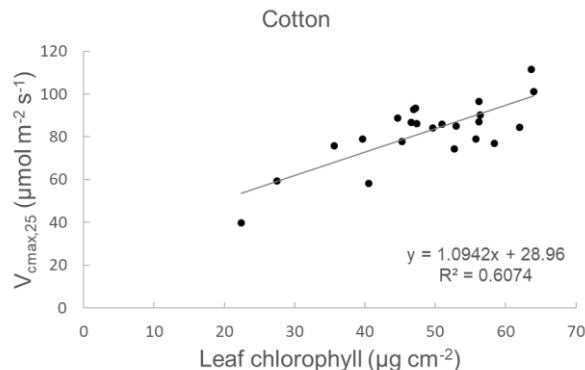 Cotton
V_cmax,25 (μmol m⁻² s⁻¹)
120
100
80
60
40
20
0
y = 1.0942x + 28.96
R² = 0.6074
0 10 20 30 40 50 60 70
Leaf chlorophyll (μg cm⁻²)